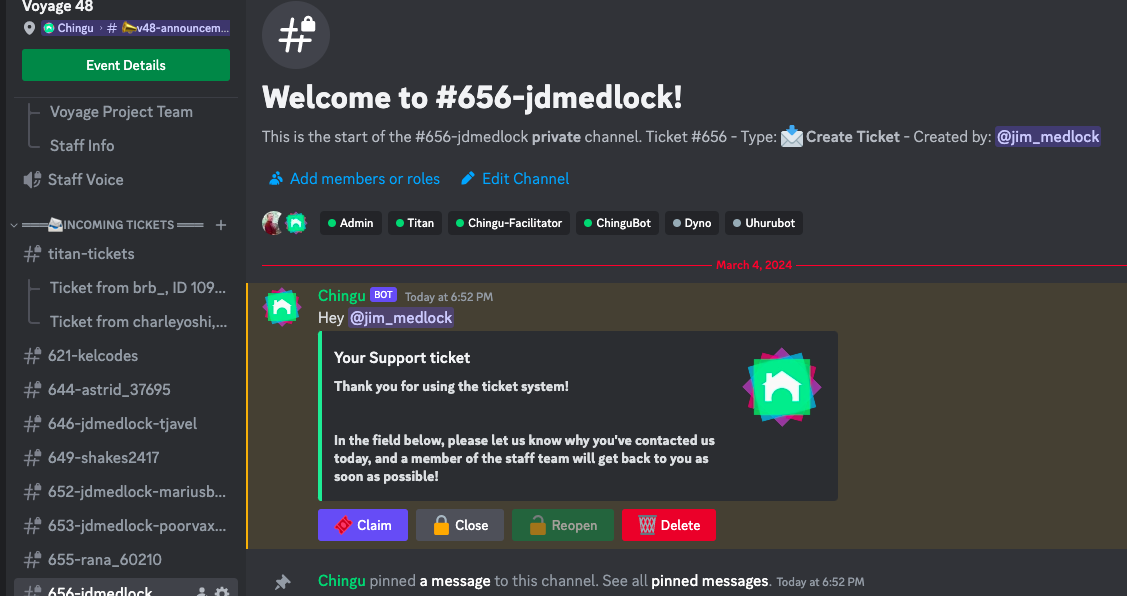 Voyage 48
Chingu › # v48-announcem...
Event Details
Voyage Project Team
Staff Info
Staff Voice
INCOMING TICKETS
titan-tickets
Ticket from brb_, ID 109...
Ticket from charleyoshi,...
621-kelcodes
644-astrid_37695
646-jdmedlock-tjavel
649-shakes2417
652-jdmedlock-mariusb...
653-jdmedlock-poorvax...
655-rana_60210
656-jdmedlock
Welcome to #656-jdmedlock!
This is the start of the #656-jdmedlock private channel. Ticket #656 - Type: 📩 Create Ticket - Created by: @jim_medlock
Add members or roles Edit Channel
Admin Titan Chingu-Facilitator ChinguBot Dyno Uhurubot
March 4, 2024
Chingu BOT Today at 6:52 PM
Hey @jim_medlock
Your Support ticket
Thank you for using the ticket system!
In the field below, please let us know why you've contacted us
today, and a member of the staff team will get back to you as
soon as possible!
Claim Close Reopen Delete
Chingu pinned a message to this channel. See all pinned messages. Today at 6:52 PM